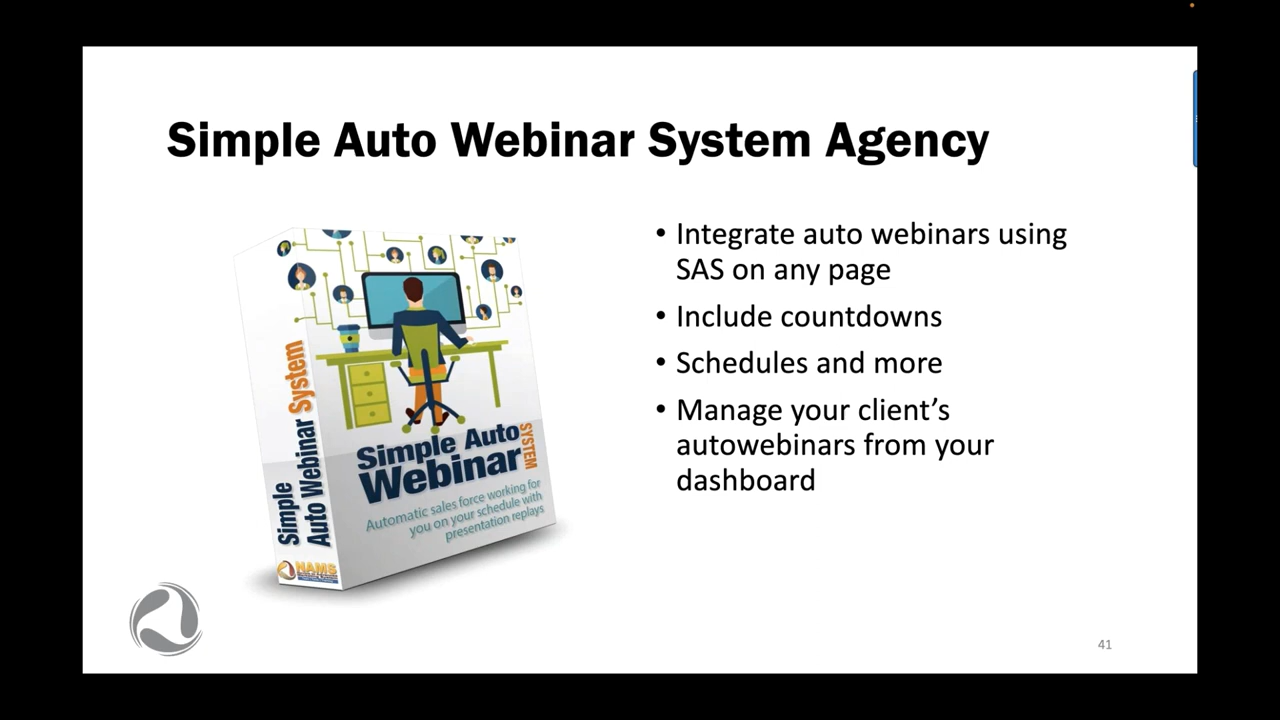 Simple Auto Webinar System Agency
• Integrate auto webinars using
SAS on any page
• Include countdowns
• Schedules and more
• Manage your client’s
autowebinars from your
dashboard
Simple
Auto Webinar System
Simple Auto
Webinar SYSTEM
Automatic sales force working for
you on your schedule with
presentation replays
NAMS
41